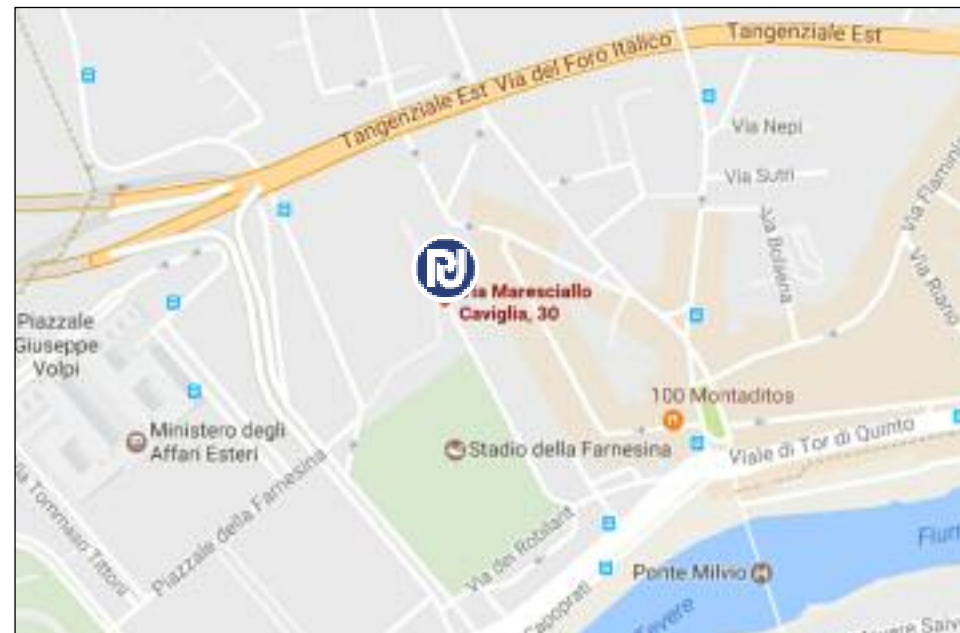 Tangenziale Est
Tangenziale Est Via del Foro Italico
Via Nepi
Via Sutri
Via Flaminia
Via Bolsena
Via Riano
Via Maresciallo
Caviglia, 30
Piazzale
Giuseppe
Volpi
100 Montaditos
Ministero degli
Affari Esteri
Stadio della Farnesina
Viale di Tor di Quinto
Via Tommaso Tittoni
Piazzale della Farnesina
Via dei Robilant
Capoprati
Ponte Milvio
Tevere